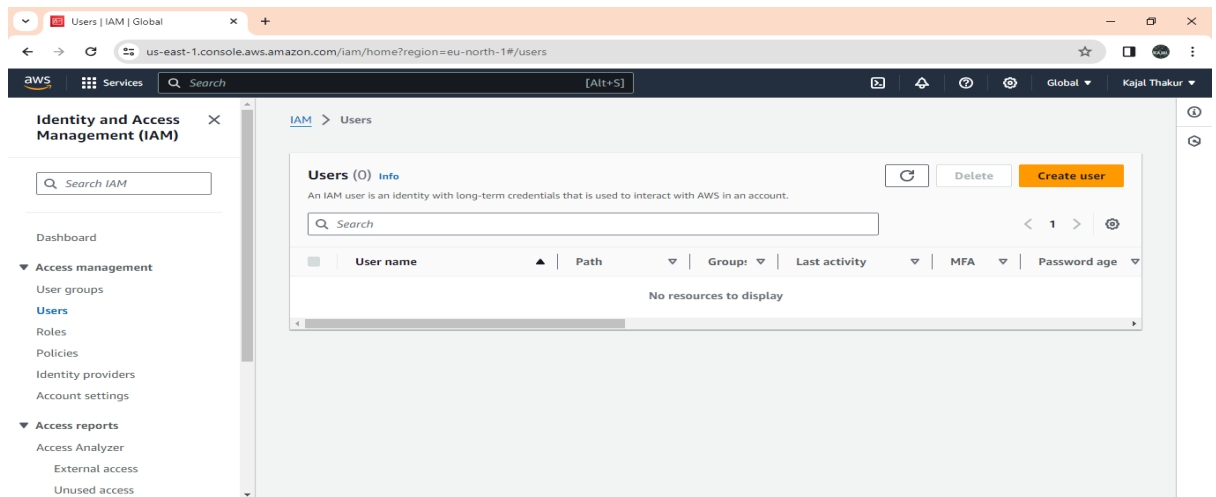 Users | IAM | Global
us-east-1.console.aws.amazon.com/iam/home?region=eu-north-1#/users
aws Services Search [Alt+S] Global Kajal Thakur
Identity and Access
Management (IAM)
Search IAM
Dashboard
Access management
User groups
Users
Roles
Policies
Identity providers
Account settings
Access reports
Access Analyzer
External access
Unused access
IAM > Users
Users (0) Info
Delete
Create user
An IAM user is an identity with long-term credentials that is used to interact with AWS in an account.
Search
1
User name Path Groups Last activity MFA Password age
No resources to display